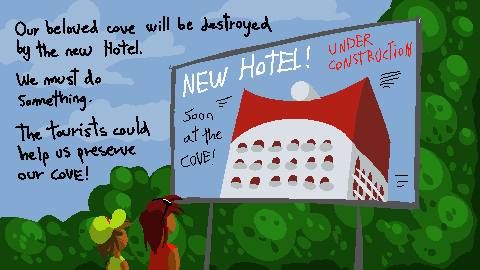 Our beloved cove will be destroyed
by the new Hotel.
We must do
something.
The tourists could
help us preserve
our COVE!
NEW HOTEL!
UNDER
CONSTRUCTION
Soon
at the
COVE!